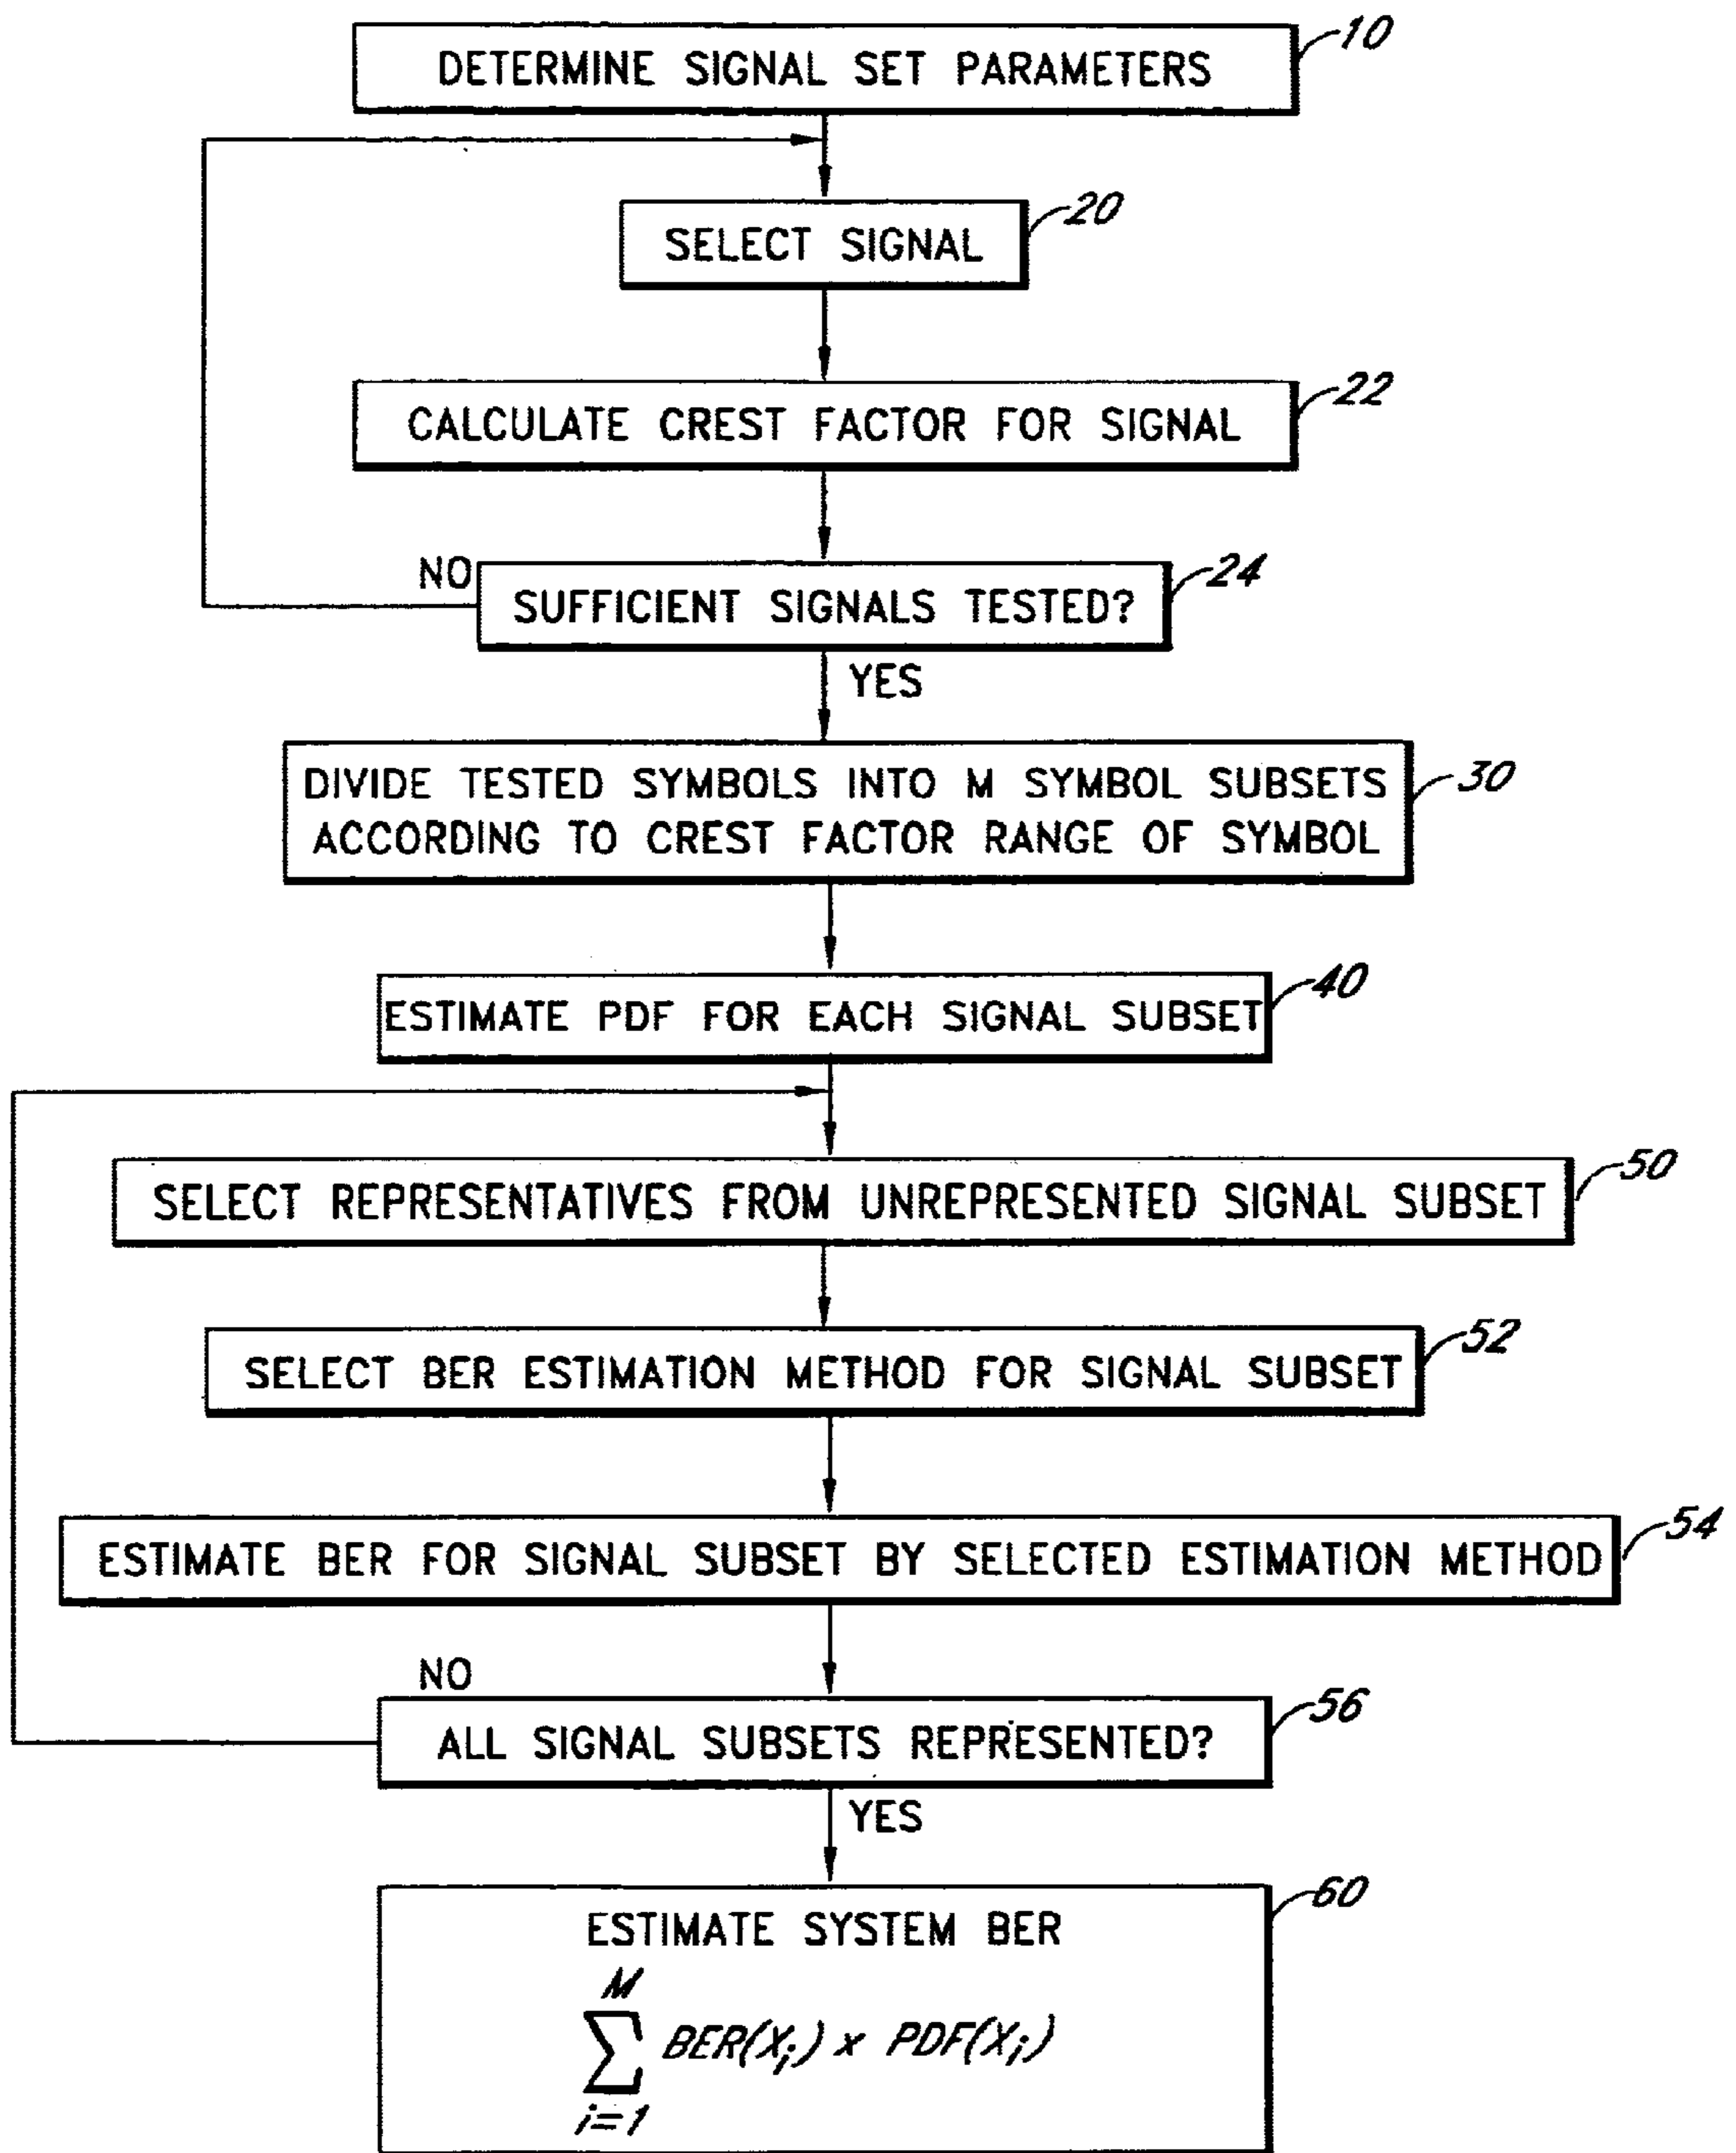 DETERMINE SIGNAL SET PARAMETERS
10
SELECT SIGNAL
20
CALCULATE CREST FACTOR FOR SIGNAL
22
NO
SUFFICIENT SIGNALS TESTED?
24
YES
DIVIDE TESTED SYMBOLS INTO M SYMBOL SUBSETS
ACCORDING TO CREST FACTOR RANGE OF SYMBOL
30
ESTIMATE PDF FOR EACH SIGNAL SUBSET
40
SELECT REPRESENTATIVES FROM UNREPRESENTED SIGNAL SUBSET
50
SELECT BER ESTIMATION METHOD FOR SIGNAL SUBSET
52
ESTIMATE BER FOR SIGNAL SUBSET BY SELECTED ESTIMATION METHOD
54
NO
ALL SIGNAL SUBSETS REPRESENTED?
56
YES
ESTIMATE SYSTEM BER
60
M
∑ BER(Xᵢ) x PDF(Xᵢ)
i=1